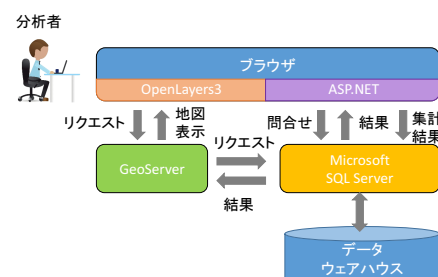 分析者
ブラウザ
OpenLayers3
ASP.NET
リクエスト
地図
表示
問合せ
結果
集計
結果
リクエスト
GeoServer
Microsoft
SQL Server
結果
データ
ウェアハウス